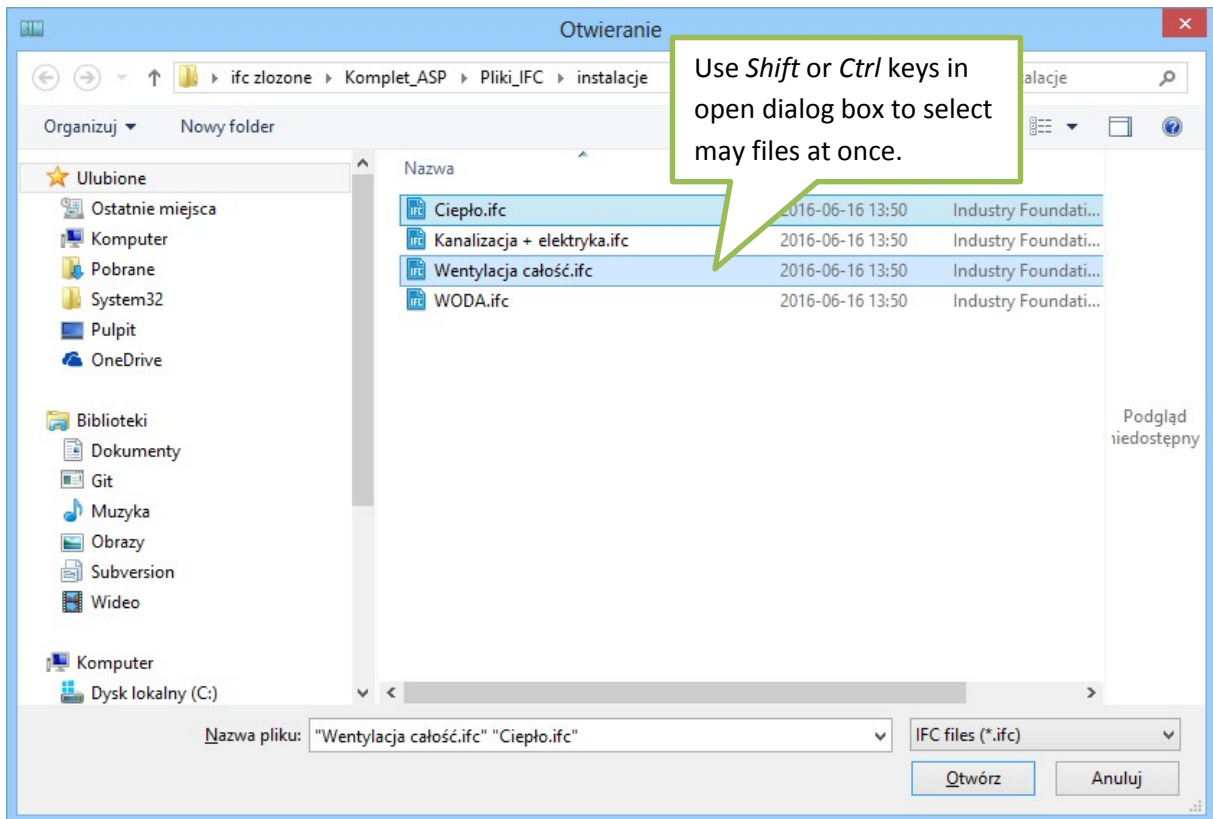 BIM
Otwieranie
ifc zlozone Komplet_ASP Pliki_IFC instalacje
alacje
Use Shift or Ctrl keys in
open dialog box to select
may files at once.
Organizuj Nowy folder
Nazwa
Ulubione
Ostatnie miejsca
Komputer
Pobrane
System32
Pulpit
OneDrive
Biblioteki
Dokumenty
Git
Muzyka
Obrazy
Subversion
Wideo
Komputer
Dysk lokalny (C:)
IFC Ciepło.ifc 2016-06-16 13:50 Industry Foundati...
IFC Kanalizacja + elektryka.ifc 2016-06-16 13:50 Industry Foundati...
IFC Wentylacja całość.ifc 2016-06-16 13:50 Industry Foundati...
IFC WODA.ifc 2016-06-16 13:50 Industry Foundati...
Podgląd
niedostępny
Nazwa pliku: "Wentylacja całość.ifc" "Ciepło.ifc" IFC files (*.ifc)
Otwórz Anuluj